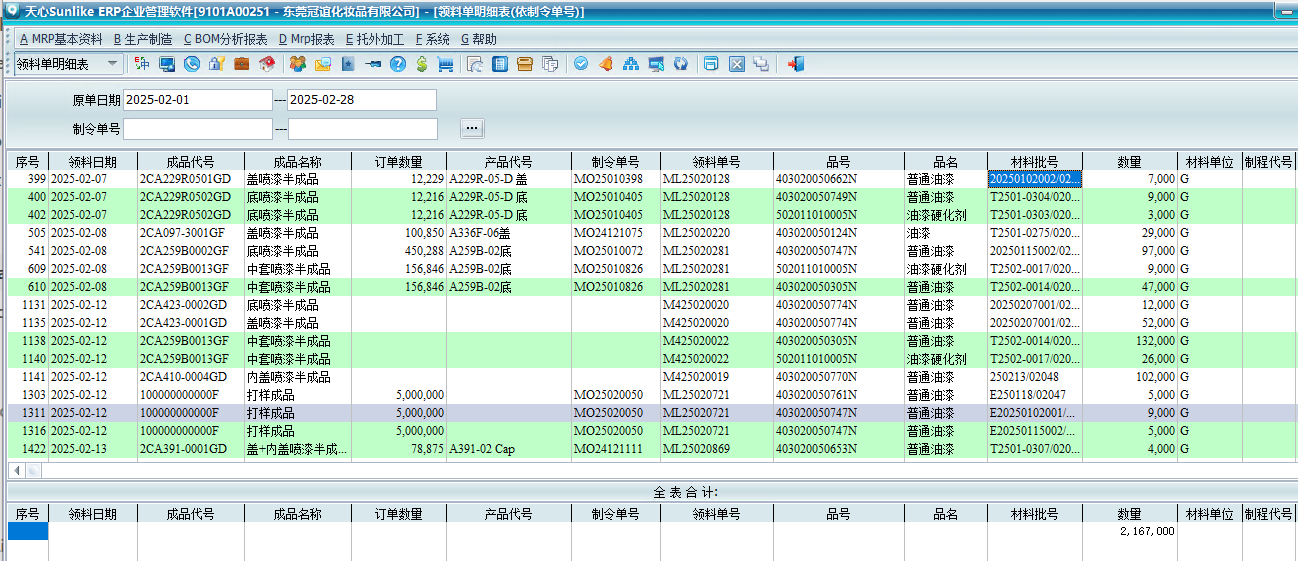 天心Sunlike ERP企业管理软件[9101A00251 - 东莞冠谊化妆品有限公司] - [领料单明细表(依制令单号)]
A MRP基本资料 B 生产制造 C BOM分析报表 D Mrp报表 E 托外加工 F 系统 G 帮助
领料单明细表
原单日期 2025-02-01 --- 2025-02-28
制令单号 --- ...
序号 领料日期 成品代号 成品名称 订单数量 产品代号 制令单号 领料单号 品号 品名 材料批号 数量 材料单位 制程代号
399 2025-02-07 2CA229R0501GD 盖喷漆半成品 12,229 A229R-05-D 盖 MO25010398 ML25020128 403020050662N 普通油漆 20250102002/02... 7,000 G
400 2025-02-07 2CA229R0502GD 底喷漆半成品 12,216 A229R-05-D 底 MO25010405 ML25020128 403020050749N 普通油漆 T2501-0304/020... 9,000 G
402 2025-02-07 2CA229R0502GD 底喷漆半成品 12,216 A229R-05-D 底 MO25010405 ML25020128 502011010005N 油漆硬化剂 T2501-0303/020... 3,000 G
505 2025-02-08 2CA097-3001GF 盖喷漆半成品 100,850 A336F-06盖 MO24121075 ML25020220 403020050124N 油漆 T2501-0275/020... 29,000 G
541 2025-02-08 2CA259B0002GF 底喷漆半成品 450,288 A259B-02底 MO25010072 ML25020281 403020050747N 普通油漆 20250115002/02... 97,000 G
609 2025-02-08 2CA259B0013GF 中套喷漆半成品 156,846 A259B-02底 MO25010826 ML25020281 502011010005N 油漆硬化剂 T2502-0017/020... 9,000 G
610 2025-02-08 2CA259B0013GF 中套喷漆半成品 156,846 A259B-02底 MO25010826 ML25020281 403020050305N 普通油漆 T2502-0014/020... 47,000 G
1131 2025-02-12 2CA423-0002GD 底喷漆半成品 M425020020 403020050774N 普通油漆 20250207001/02... 12,000 G
1135 2025-02-12 2CA423-0001GD 盖喷漆半成品 M425020020 403020050774N 普通油漆 20250207001/02... 52,000 G
1138 2025-02-12 2CA259B0013GF 中套喷漆半成品 M425020022 403020050305N 普通油漆 T2502-0014/020... 132,000 G
1140 2025-02-12 2CA259B0013GF 中套喷漆半成品 M425020022 502011010005N 油漆硬化剂 T2502-0017/020... 26,000 G
1141 2025-02-12 2CA410-0004GD 内盖喷漆半成品 M425020019 403020050770N 普通油漆 250213/02048 102,000 G
1303 2025-02-12 100000000000F 打样成品 5,000,000 MO25020050 ML25020721 403020050761N 普通油漆 E250118/02047 5,000 G
1311 2025-02-12 100000000000F 打样成品 5,000,000 MO25020050 ML25020721 403020050747N 普通油漆 E20250102001/... 9,000 G
1316 2025-02-12 100000000000F 打样成品 5,000,000 MO25020050 ML25020721 403020050747N 普通油漆 E20250115002/... 5,000 G
1422 2025-02-13 2CA391-0001GD 盖+内盖喷漆半成... 78,875 A391-02 Cap MO24121111 ML25020869 403020050653N 普通油漆 T2501-0307/020... 4,000 G
全 表 合 计:
序号 领料日期 成品代号 成品名称 订单数量 产品代号 制令单号 领料单号 品号 品名 材料批号 数量 材料单位 制程代号
2,167,000